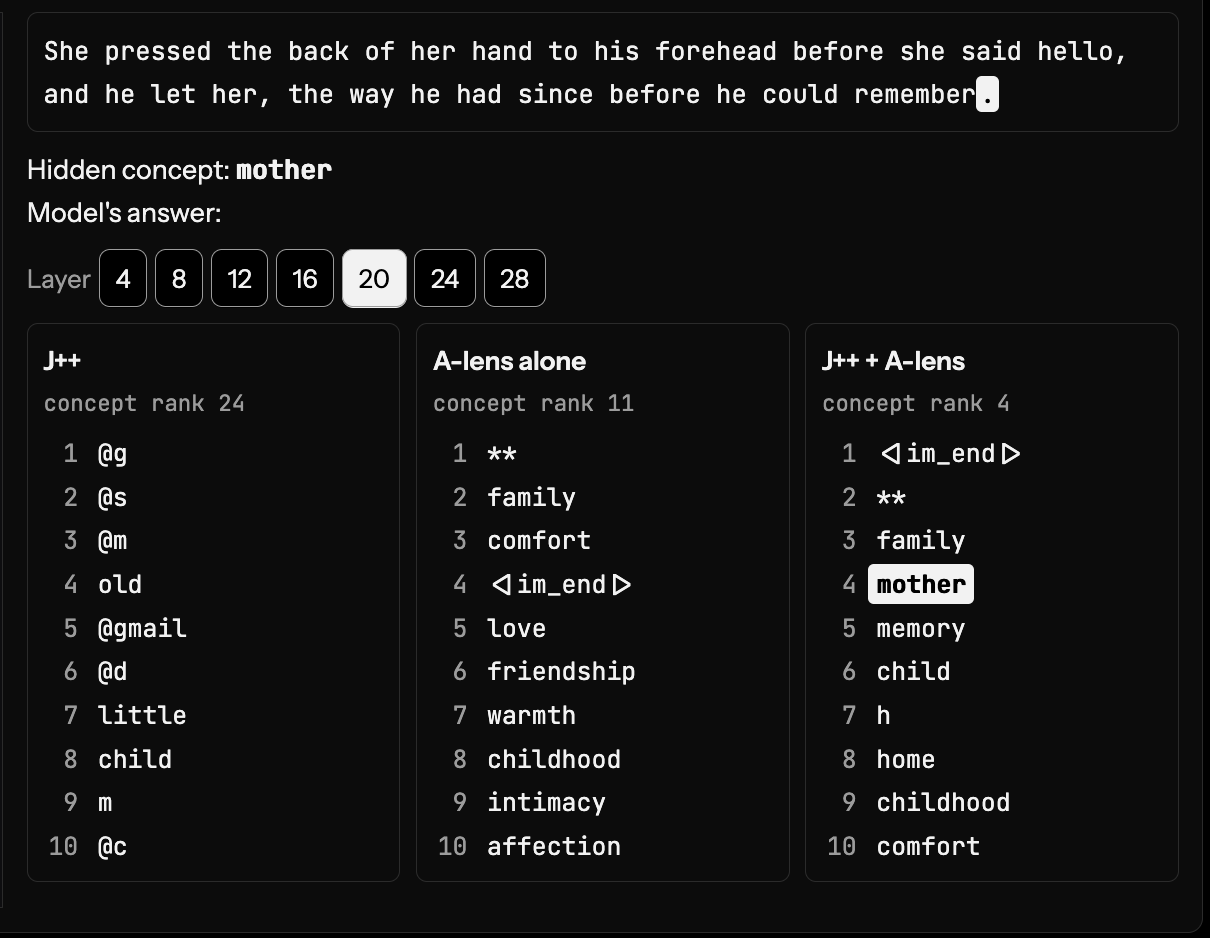 She pressed the back of her hand to his forehead before she said hello,
and he let her, the way he had since before he could remember.
Hidden concept: mother
Model's answer:
Layer 4 8 12 16 20 24 28
J++
concept rank 24
1 @g
2 @s
3 @m
4 old
5 @gmail
6 @d
7 little
8 child
9 m
10 @c
A-lens alone
concept rank 11
1 **
2 family
3 comfort
4 <|im_end|>
5 love
6 friendship
7 warmth
8 childhood
9 intimacy
10 affection
J++ + A-lens
concept rank 4
1 <|im_end|>
2 **
3 family
4 mother
5 memory
6 child
7 h
8 home
9 childhood
10 comfort